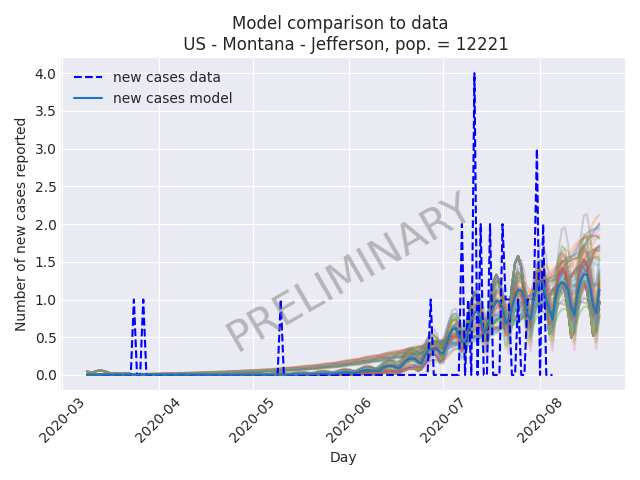 Model comparison to data
US - Montana - Jefferson, pop. = 12221
new cases data
new cases model
Number of new cases reported
4.0
3.5
3.0
2.5
2.0
1.5
1.0
0.5
0.0
PRELIMINARY
2020-03
2020-04
2020-05
2020-06
2020-07
2020-08
Day